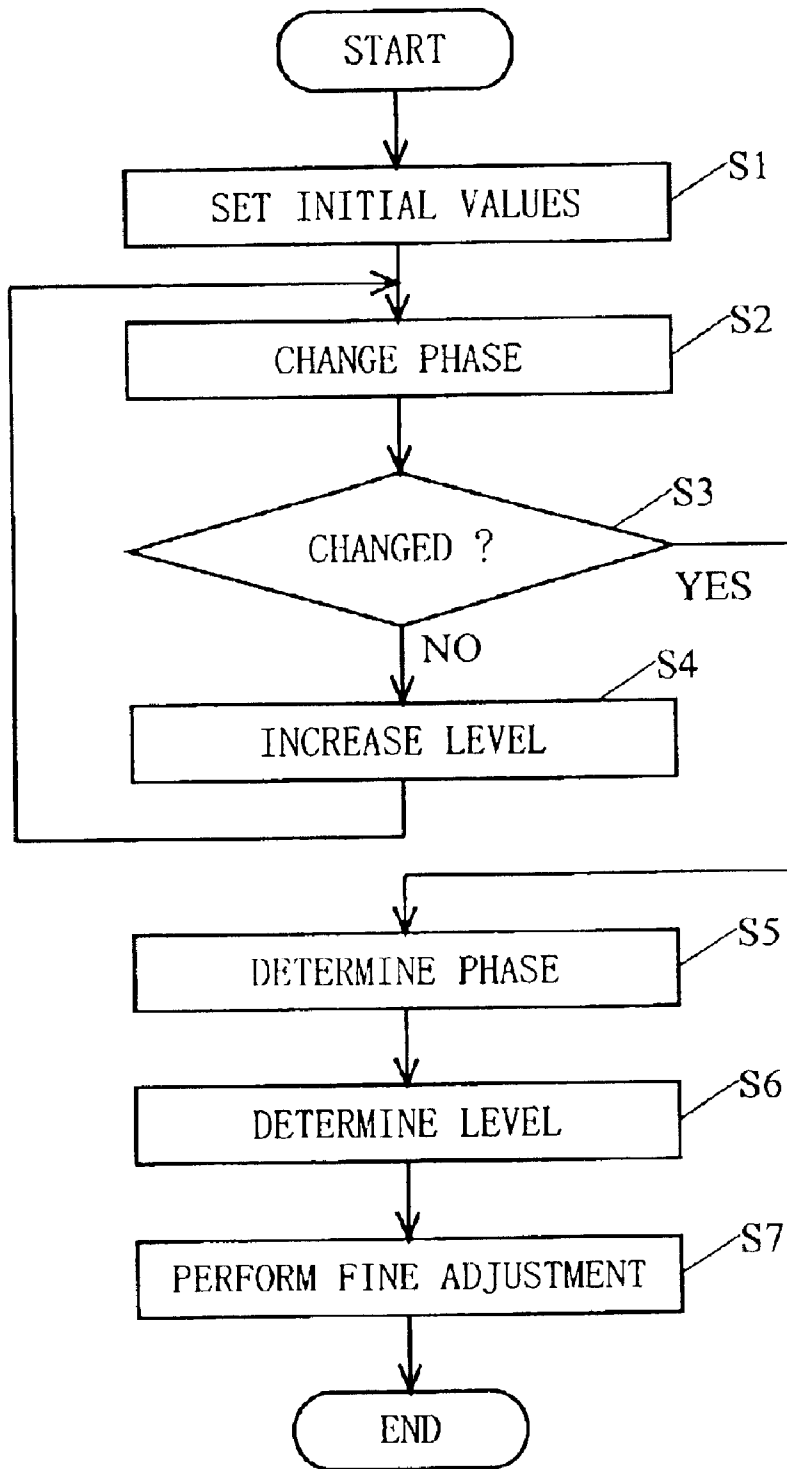 START
S1
SET INITIAL VALUES
S2
CHANGE PHASE
S3
CHANGED ?
YES
NO
S4
INCREASE LEVEL
S5
DETERMINE PHASE
S6
DETERMINE LEVEL
S7
PERFORM FINE ADJUSTMENT
END